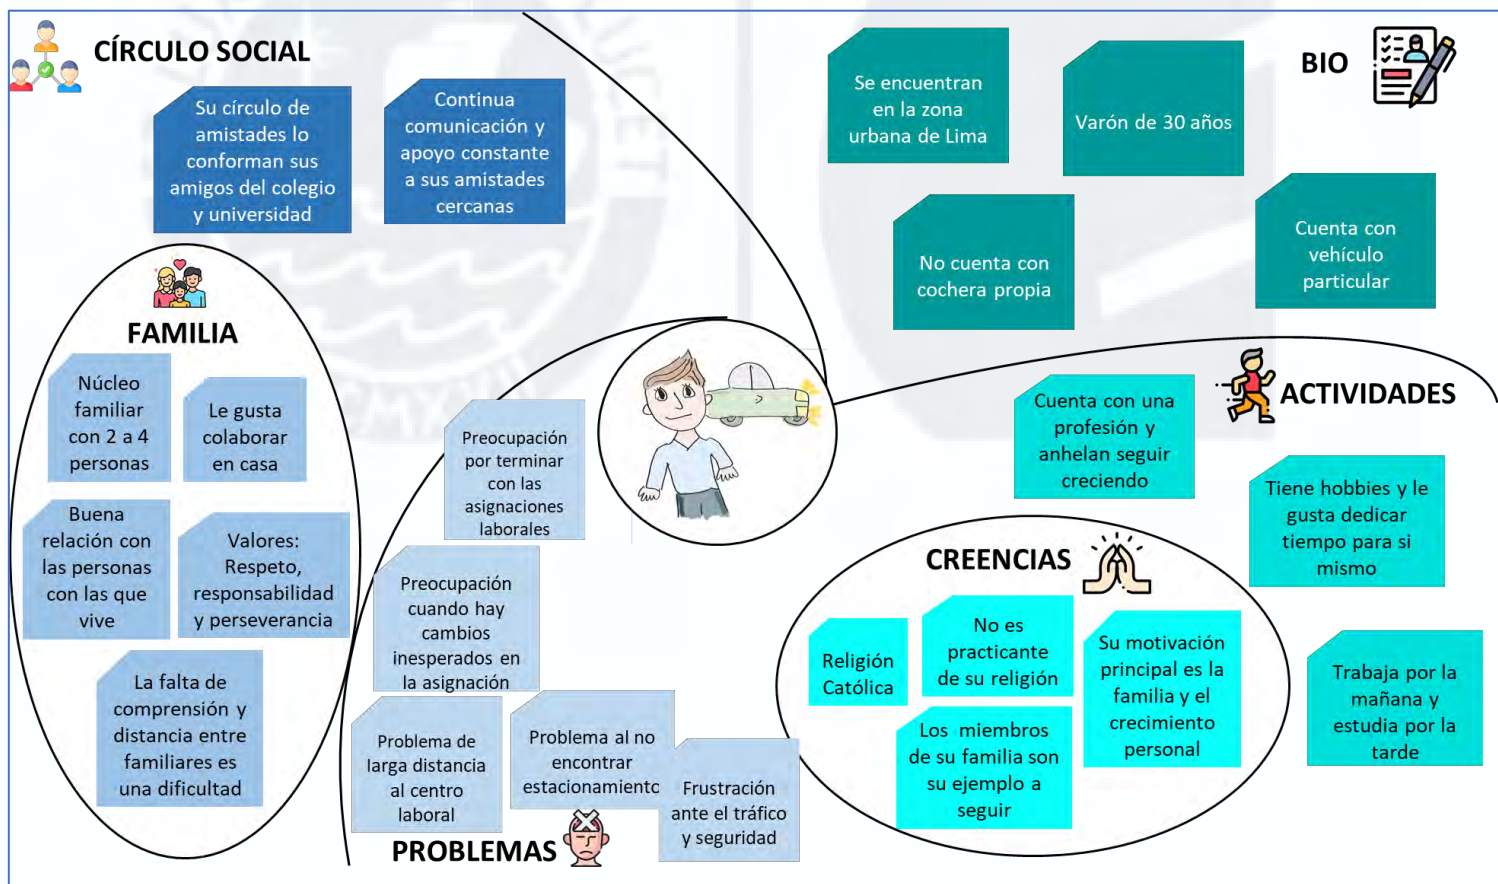 CÍRCULO SOCIAL
Su círculo de
amistades lo
conforman sus
amigos del colegio
y universidad
Continua
comunicación y
apoyo constante
a sus amistades
cercanas
BIO
Se encuentran
en la zona
urbana de Lima
Varón de 30 años
No cuenta con
cochera propia
Cuenta con
vehículo
particular
FAMILIA
Núcleo
familiar
con 2 a 4
personas
Le gusta
colaborar
en casa
Buena
relación con
las personas
con las que
vive
Valores:
Respeto,
responsabilidad
y perseverancia
La falta de
comprensión y
distancia entre
familiares es
una dificultad
Preocupación
por terminar
con las
asignaciones
laborales
Preocupación
cuando hay
cambios
inesperados en
la asignación
Problema de
larga distancia
al centro
laboral
Problema al no
encontrar
estacionamiento
Frustración
ante el tráfico
y seguridad
PROBLEMAS
ACTIVIDADES
Cuenta con una
profesión y
anhelan seguir
creciendo
Tiene hobbies y le
gusta dedicar
tiempo para si
mismo
Trabaja por la
mañana y
estudia por la
tarde
CREENCIAS
Religión
Católica
No es
practicante
de su religión
Su motivación
principal es la
familia y el
crecimiento
personal
Los miembros
de su familia son
su ejemplo a
seguir